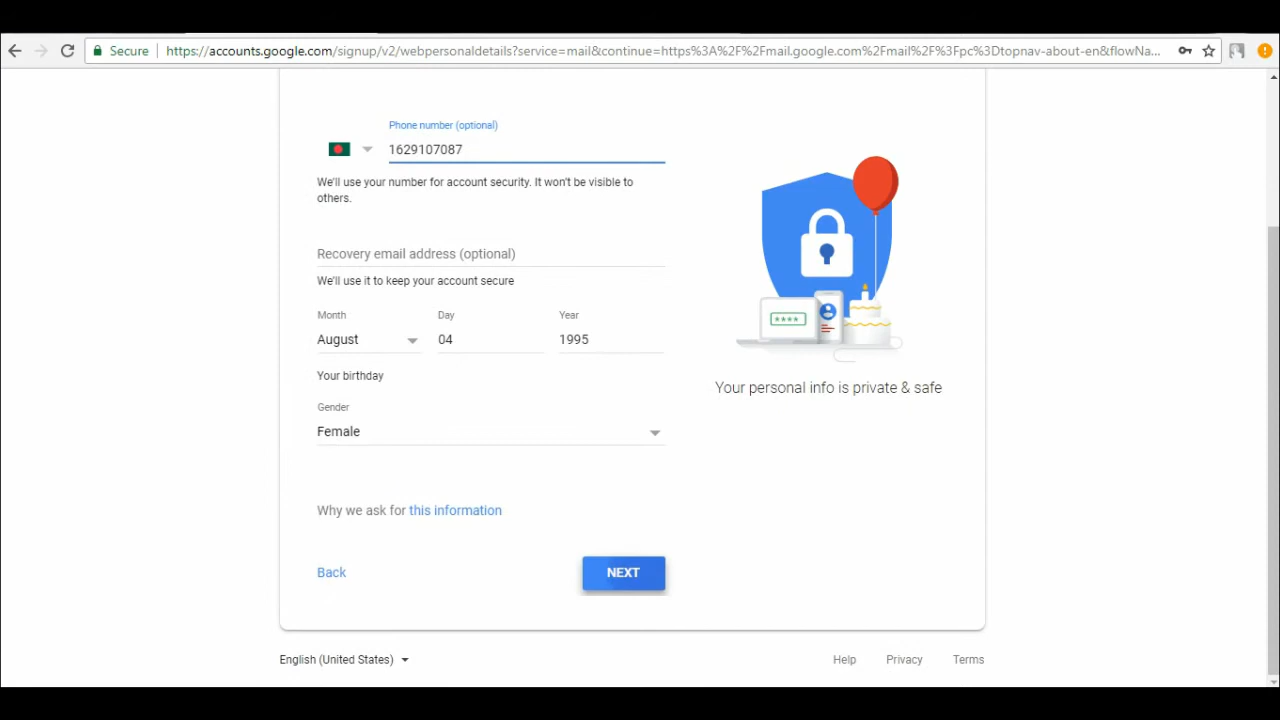 Secure https://accounts.google.com/signup/v2/webpersonaldetails?service=mail&continue=https%3A%2F%2Fmail.google.com%2Fmail%2F%3Fpc%3Dtopnav-about-en&flowNa...
Phone number (optional)
1629107087
We'll use your number for account security. It won't be visible to
others.
Recovery email address (optional)
We'll use it to keep your account secure
Month Day Year
August 04 1995
Your birthday
Gender
Female
Why we ask for this information
Back NEXT
****
Your personal info is private & safe
English (United States) Help Privacy Terms